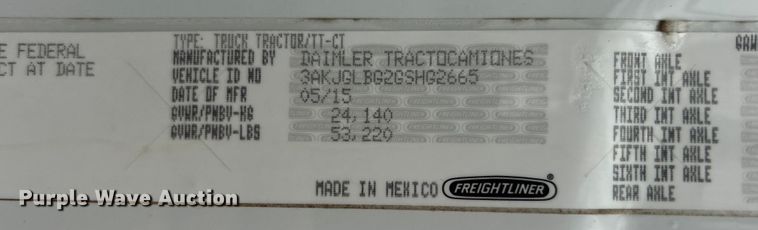 E FEDERAL
CT AT DATE
TYPE: TRUCK TRACTOR/TT-CT
MANUFACTURED BY DAIMLER TRACTOCAMIONES
VEHICLE ID NO 3AKJGLBG2GSHG2665
DATE OF MFR 05/15
GVWR/PNBV-KG 24,140
GVWR/PNBV-LBS 53,220
MADE IN MEXICO FREIGHTLINER®
GAW
FRONT AXLE
FIRST INT AXLE
SECOND INT AXLE
THIRD INT AXLE
FOURTH INT AXLE
FIFTH INT AXLE
SIXTH INT AXLE
REAR AXLE
Purple Wave Auction